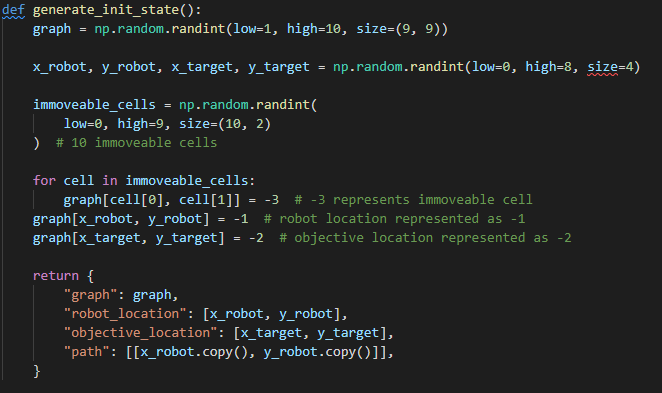 def generate_init_state():
    graph = np.random.randint(low=1, high=10, size=(9, 9))
    x_robot, y_robot, x_target, y_target = np.random.randint(low=0, high=8, size=4)
    immoveable_cells = np.random.randint(
        low=0, high=9, size=(10, 2)
    )  # 10 immoveable cells
    for cell in immoveable_cells:
        graph[cell[0], cell[1]] = -3  # -3 represents immoveable cell
    graph[x_robot, y_robot] = -1  # robot location represented as -1
    graph[x_target, y_target] = -2  # objective location represented as -2
    return {
        "graph": graph,
        "robot_location": [x_robot, y_robot],
        "objective_location": [x_target, y_target],
        "path": [[x_robot.copy(), y_robot.copy()]],
    }